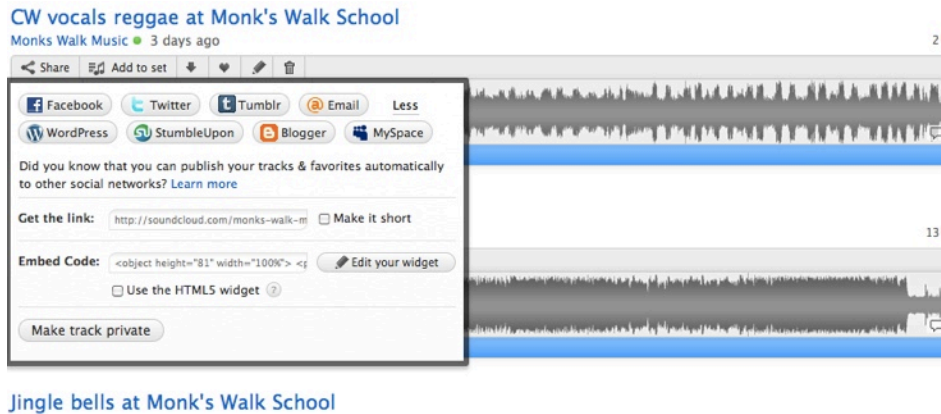 CW vocals reggae at Monk's Walk School
Monks Walk Music 3 days ago
2
Share Add to set
Facebook Twitter Tumblr Email Less
WordPress StumbleUpon Blogger MySpace
Did you know that you can publish your tracks & favorites automatically
to other social networks? Learn more
Get the link: http://soundcloud.com/monks-walk-m Make it short
13
Embed Code: <object height="81" width="100%"> <p Edit your widget
Use the HTML5 widget ?
Make track private
Jingle bells at Monk's Walk School